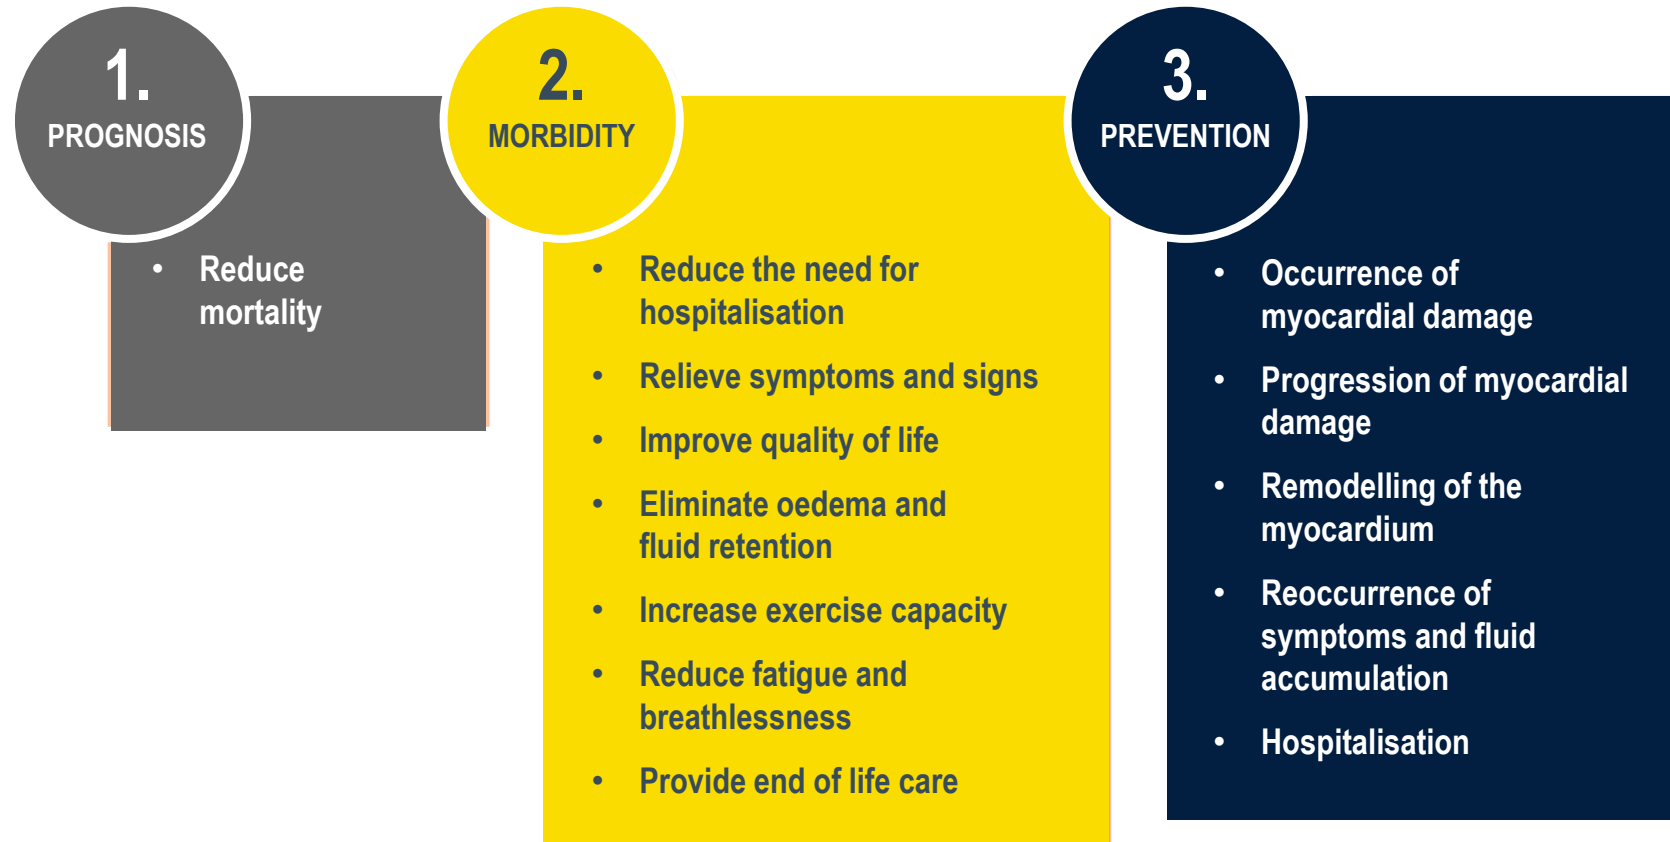 1.
PROGNOSIS
• Reduce
mortality
2.
MORBIDITY
• Reduce the need for
hospitalisation
• Relieve symptoms and signs
• Improve quality of life
• Eliminate oedema and
fluid retention
• Increase exercise capacity
• Reduce fatigue and
breathlessness
• Provide end of life care
3.
PREVENTION
• Occurrence of
myocardial damage
• Progression of myocardial
damage
• Remodelling of the
myocardium
• Reoccurrence of
symptoms and fluid
accumulation
• Hospitalisation